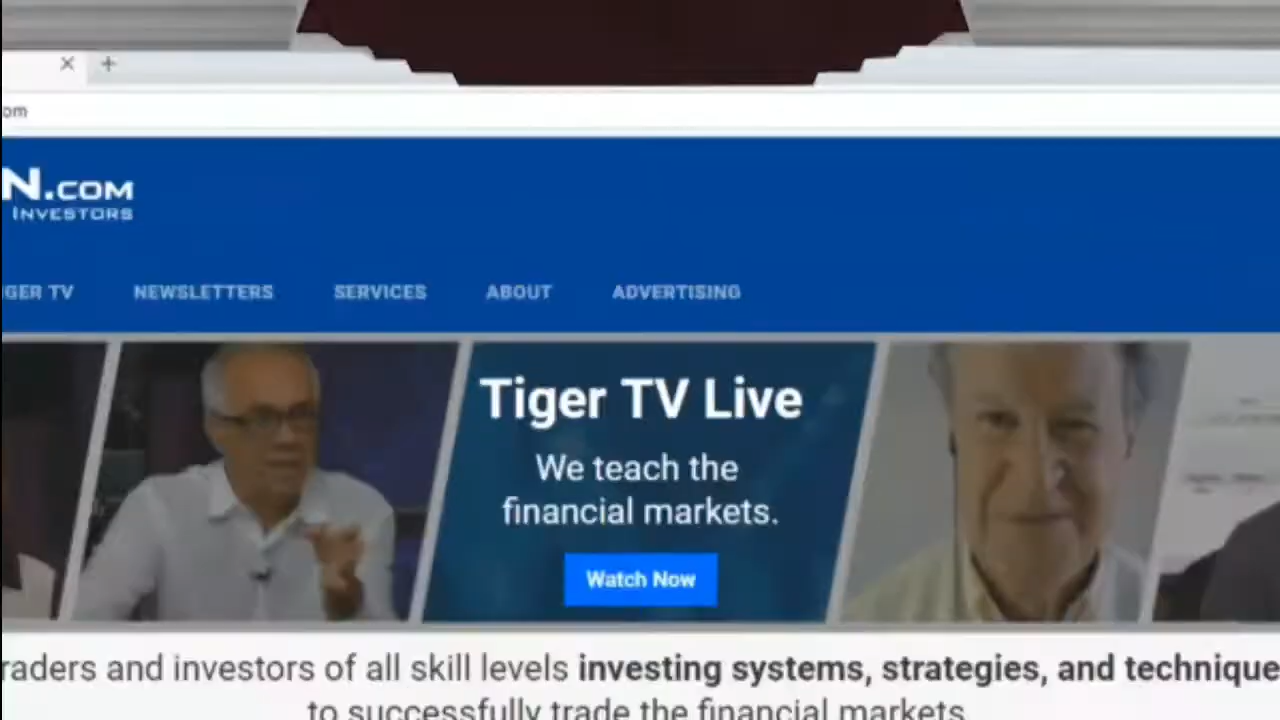 om
N.COM
INVESTORS
IGER TV NEWSLETTERS SERVICES ABOUT ADVERTISING
Tiger TV Live
We teach the
financial markets.
Watch Now
raders and investors of all skill levels investing systems, strategies, and technique
to successfully trade the financial markets